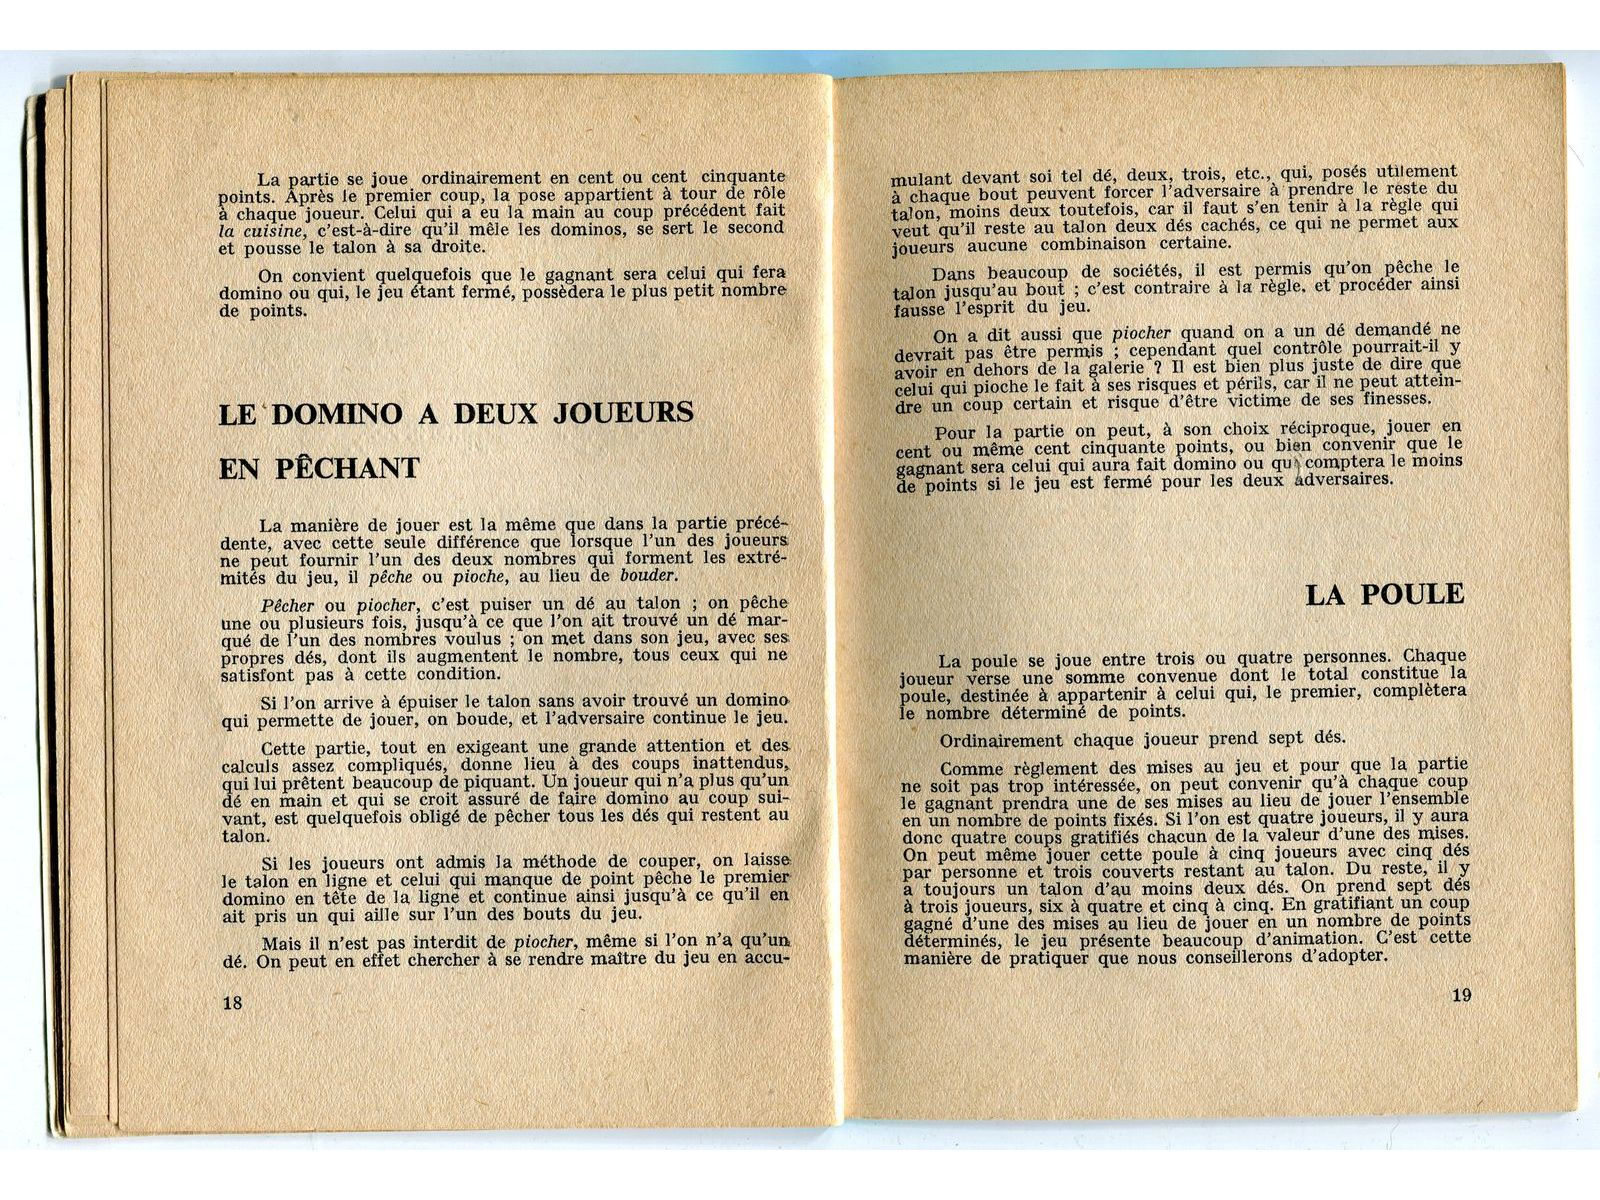 La partie se joue ordinairement en cent ou cent cinquante
points. Après le premier coup, la pose appartient à tour de rôle
à chaque joueur. Celui qui a eu la main au coup précédent fait
la cuisine, c'est-à-dire qu'il mêle les dominos, se sert le second
et pousse le talon à sa droite.
On convient quelquefois que le gagnant sera celui qui fera
domino ou qui, le jeu étant fermé, possèdera le plus petit nombre
de points.
LE DOMINO A DEUX JOUEURS
EN PÊCHANT
La manière de jouer est la même que dans la partie précé-
dente, avec cette seule différence que lorsque l'un des joueurs
ne peut fournir l'un des deux nombres qui forment les extré-
mités du jeu, il pêche ou pioche, au lieu de bouder.
Pêcher ou piocher, c'est puiser un dé au talon ; on pêche
une ou plusieurs fois, jusqu'à ce que l'on ait trouvé un dé mar-
qué de l'un des nombres voulus ; on met dans son jeu, avec ses
propres dés, dont ils augmentent le nombre, tous ceux qui ne
satisfont pas à cette condition.
Si l'on arrive à épuiser le talon sans avoir trouvé un domino
qui permette de jouer, on boude, et l'adversaire continue le jeu.
Cette partie, tout en exigeant une grande attention et des
calculs assez compliqués, donne lieu à des coups inattendus,
qui lui prêtent beaucoup de piquant. Un joueur qui n'a plus qu'un
dé en main et qui se croit assuré de faire domino au coup sui-
vant, est quelquefois obligé de pêcher tous les dés qui restent au
talon.
Si les joueurs ont admis la méthode de couper, on laisse
le talon en ligne et celui qui manque de point pêche le premier
domino en tête de la ligne et continue ainsi jusqu'à ce qu'il en
ait pris un qui aille sur l'un des bouts du jeu.
Mais il n'est pas interdit de piocher, même si l'on n'a qu'un
dé. On peut en effet chercher à se rendre maître du jeu en accu-
18
mulant devant soi tel dé, deux, trois, etc., qui, posés utilement
à chaque bout peuvent forcer l'adversaire à prendre le reste du
talon, moins deux toutefois, car il faut s'en tenir à la règle qui
veut qu'il reste au talon deux dés cachés, ce qui ne permet aux
joueurs aucune combinaison certaine.
Dans beaucoup de sociétés, il est permis qu'on pêche le
talon jusqu'au bout ; c'est contraire à la règle. et procéder ainsi
fausse l'esprit du jeu.
On a dit aussi que piocher quand on a un dé demandé ne
devrait pas être permis ; cependant quel contrôle pourrait-il y
avoir en dehors de la galerie ? Il est bien plus juste de dire que
celui qui pioche le fait à ses risques et périls, car il ne peut attein-
dre un coup certain et risque d'être victime de ses finesses.
Pour la partie on peut, à son choix réciproque, jouer en
cent ou même cent cinquante points, ou bien convenir que le
gagnant sera celui qui aura fait domino ou qui comptera le moins
de points si le jeu est fermé pour les deux adversaires.
LA POULE
La poule se joue entre trois ou quatre personnes. Chaque
joueur verse une somme convenue dont le total constitue la
poule, destinée à appartenir à celui qui, le premier, complètera
le nombre déterminé de points.
Ordinairement chaque joueur prend sept dés.
Comme règlement des mises au jeu et pour que la partie
ne soit pas trop intéressée, on peut convenir qu'à chaque coup
le gagnant prendra une de ses mises au lieu de jouer l'ensemble
en un nombre de points fixés. Si l'on est quatre joueurs, il y aura
donc quatre coups gratifiés chacun de la valeur d'une des mises.
On peut même jouer cette poule à cinq joueurs avec cinq dés
par personne et trois couverts restant au talon. Du reste, il y
a toujours un talon d'au moins deux dés. On prend sept dés
à trois joueurs, six à quatre et cinq à cinq. En gratifiant un coup
gagné d'une des mises au lieu de jouer en un nombre de points
déterminés, le jeu présente beaucoup d'animation. C'est cette
manière de pratiquer que nous conseillerons d'adopter.
19